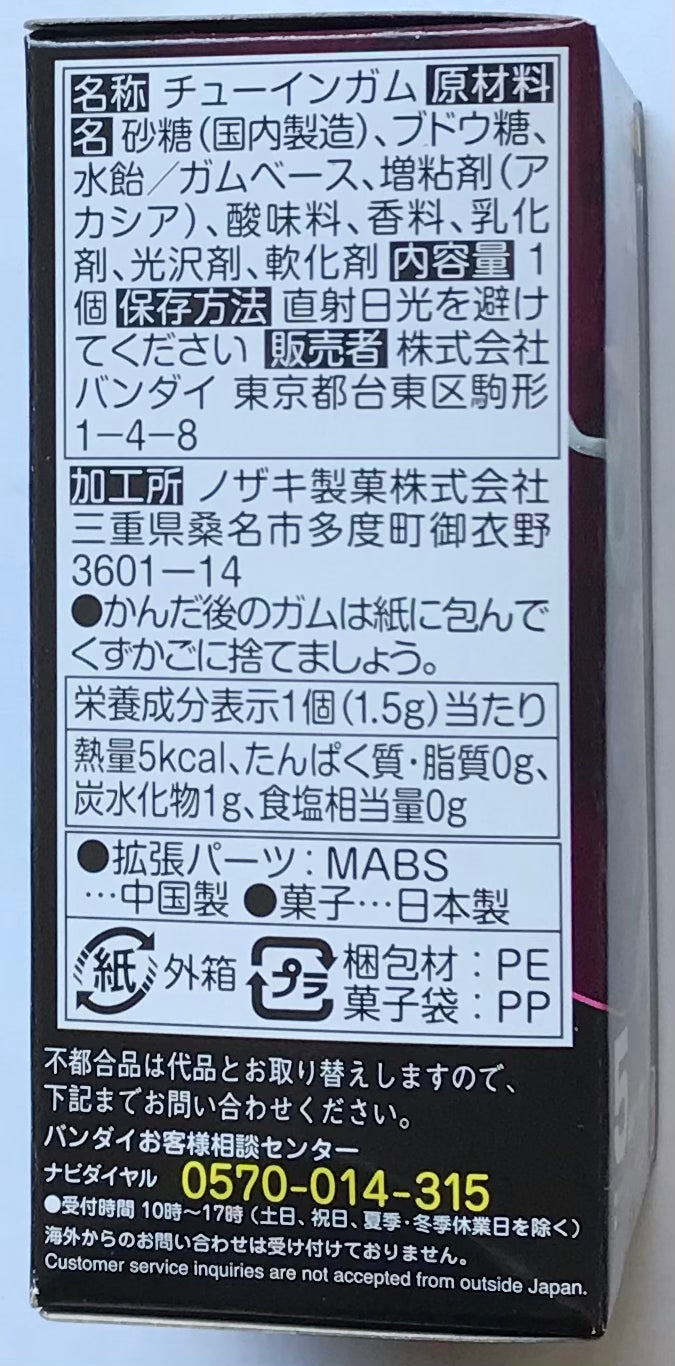 名称 チューインガム 原材料
名 砂糖(国内製造)、ブドウ糖、
水飴／ガムベース、増粘剤(ア
カシア)、酸味料、香料、乳化
剤、光沢剤、軟化剤 内容量 1
個 保存方法 直射日光を避け
てください 販売者 株式会社
バンダイ 東京都台東区駒形
1−4−8
加工所 ノザキ製菓株式会社
三重県桑名市多度町御衣野
3601−14
●かんだ後のガムは紙に包んで
くずかごに捨てましょう。
栄養成分表示1個(1.5g)当たり
熱量5kcal、たんぱく質・脂質0g、
炭水化物1g、食塩相当量0g
●拡張パーツ：MABS
…中国製 ●菓子…日本製
紙 外箱 プラ 梱包材：PE
菓子袋：PP
不都合品は代品とお取り替えしますので、
下記までお問い合わせください。
バンダイお客様相談センター
ナビダイヤル 0570-014-315
●受付時間 10時〜17時（土日、祝日、夏季・冬季休業日を除く）
海外からのお問い合わせは受け付けておりません。
Customer service inquiries are not accepted from outside Japan.
5